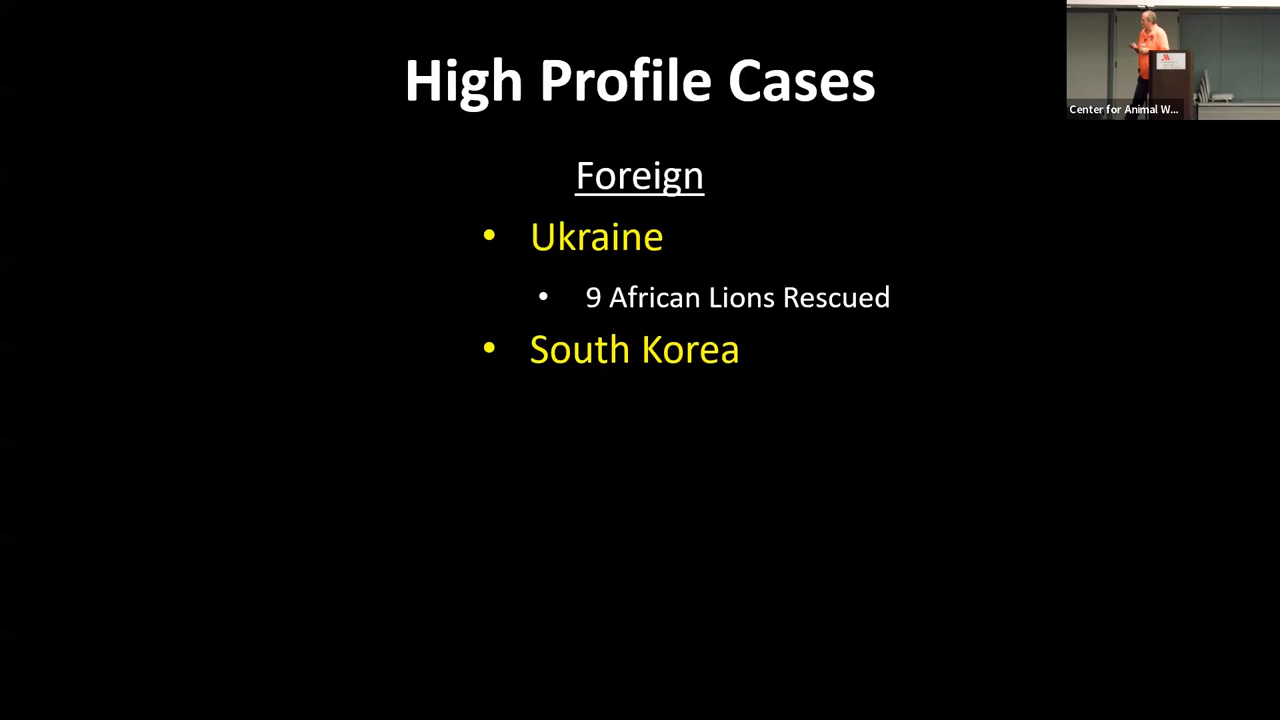 High Profile Cases
Center for Animal W...
Foreign
• Ukraine
• 9 African Lions Rescued
• South Korea